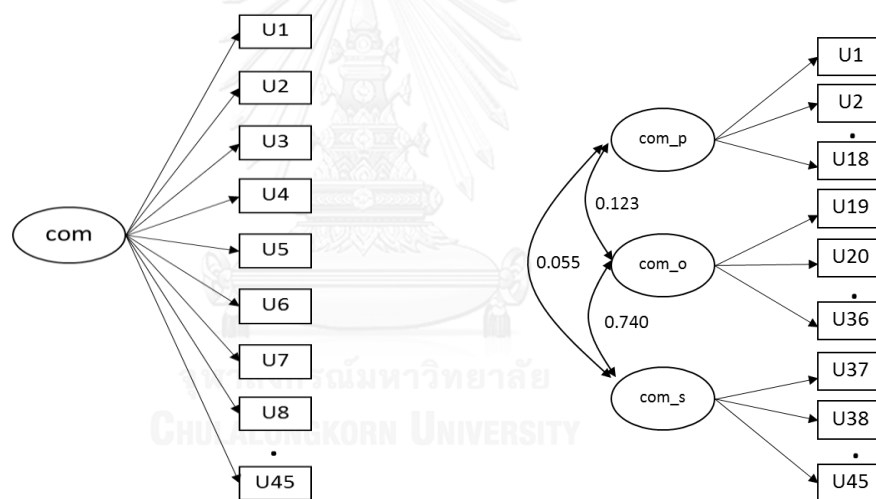 com
U1
U2
U3
U4
U5
U6
U7
U8
U45
com_p
com_o
com_s
0.123
0.055
0.740
U1
U2
U18
U19
U20
U36
U37
U38
U45
จุฬาลงกรณ์มหาวิทยาลัย
CHULALONGKORN UNIVERSITY